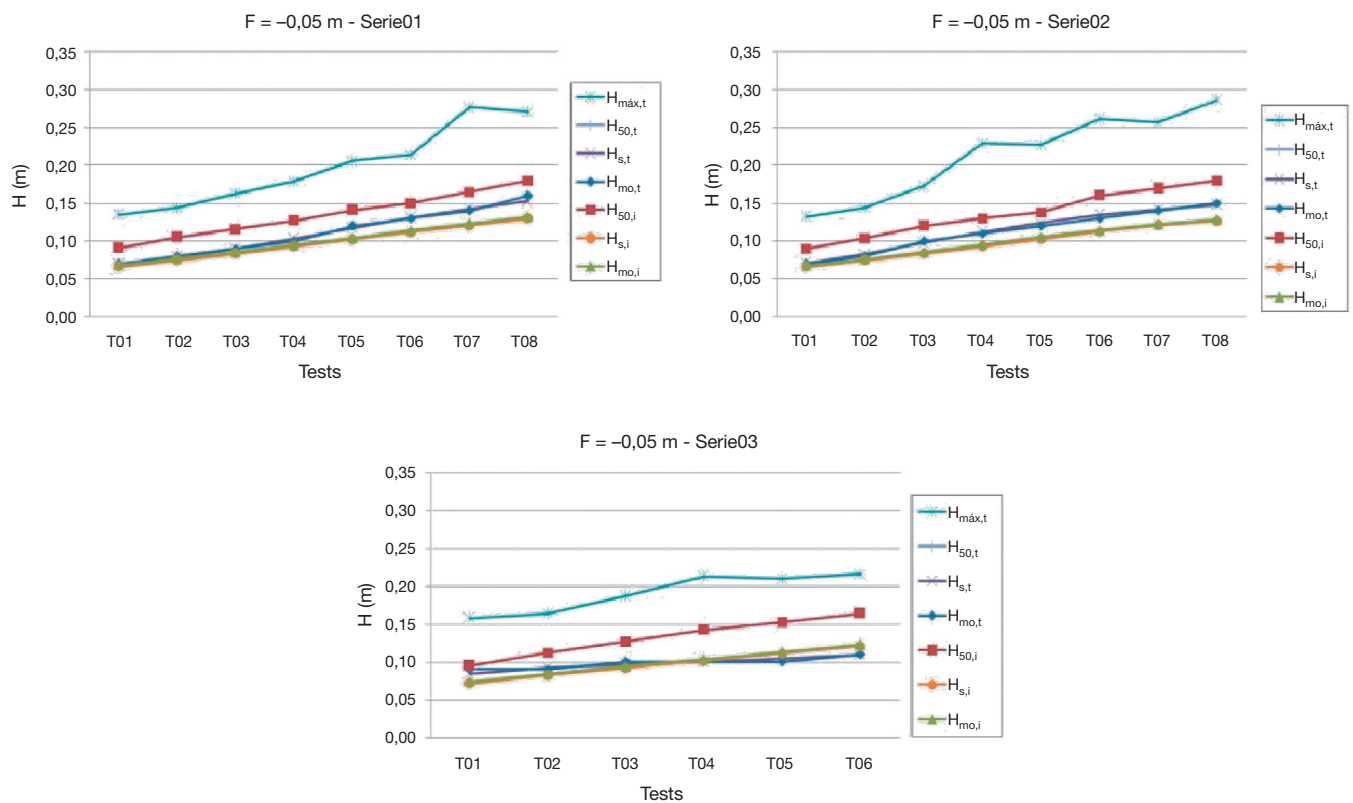 F = –0,05 m - Serie01
0,35
0,30
0,25
0,20
0,15
0,10
0,05
0,00
H (m)
T01 T02 T03 T04 T05 T06 T07 T08
Tests
Hmáx,t
H50,t
Hs,t
Hmo,t
H50,i
Hs,i
Hmo,i
F = –0,05 m - Serie02
0,35
0,30
0,25
0,20
0,15
0,10
0,05
0,00
H (m)
T01 T02 T03 T04 T05 T06 T07 T08
Tests
Hmáx,t
H50,t
Hs,t
Hmo,t
H50,i
Hs,i
Hmo,i
F = –0,05 m - Serie03
0,35
0,30
0,25
0,20
0,15
0,10
0,05
0,00
H (m)
T01 T02 T03 T04 T05 T06
Tests
Hmáx,t
H50,t
Hs,t
Hmo,t
H50,i
Hs,i
Hmo,i